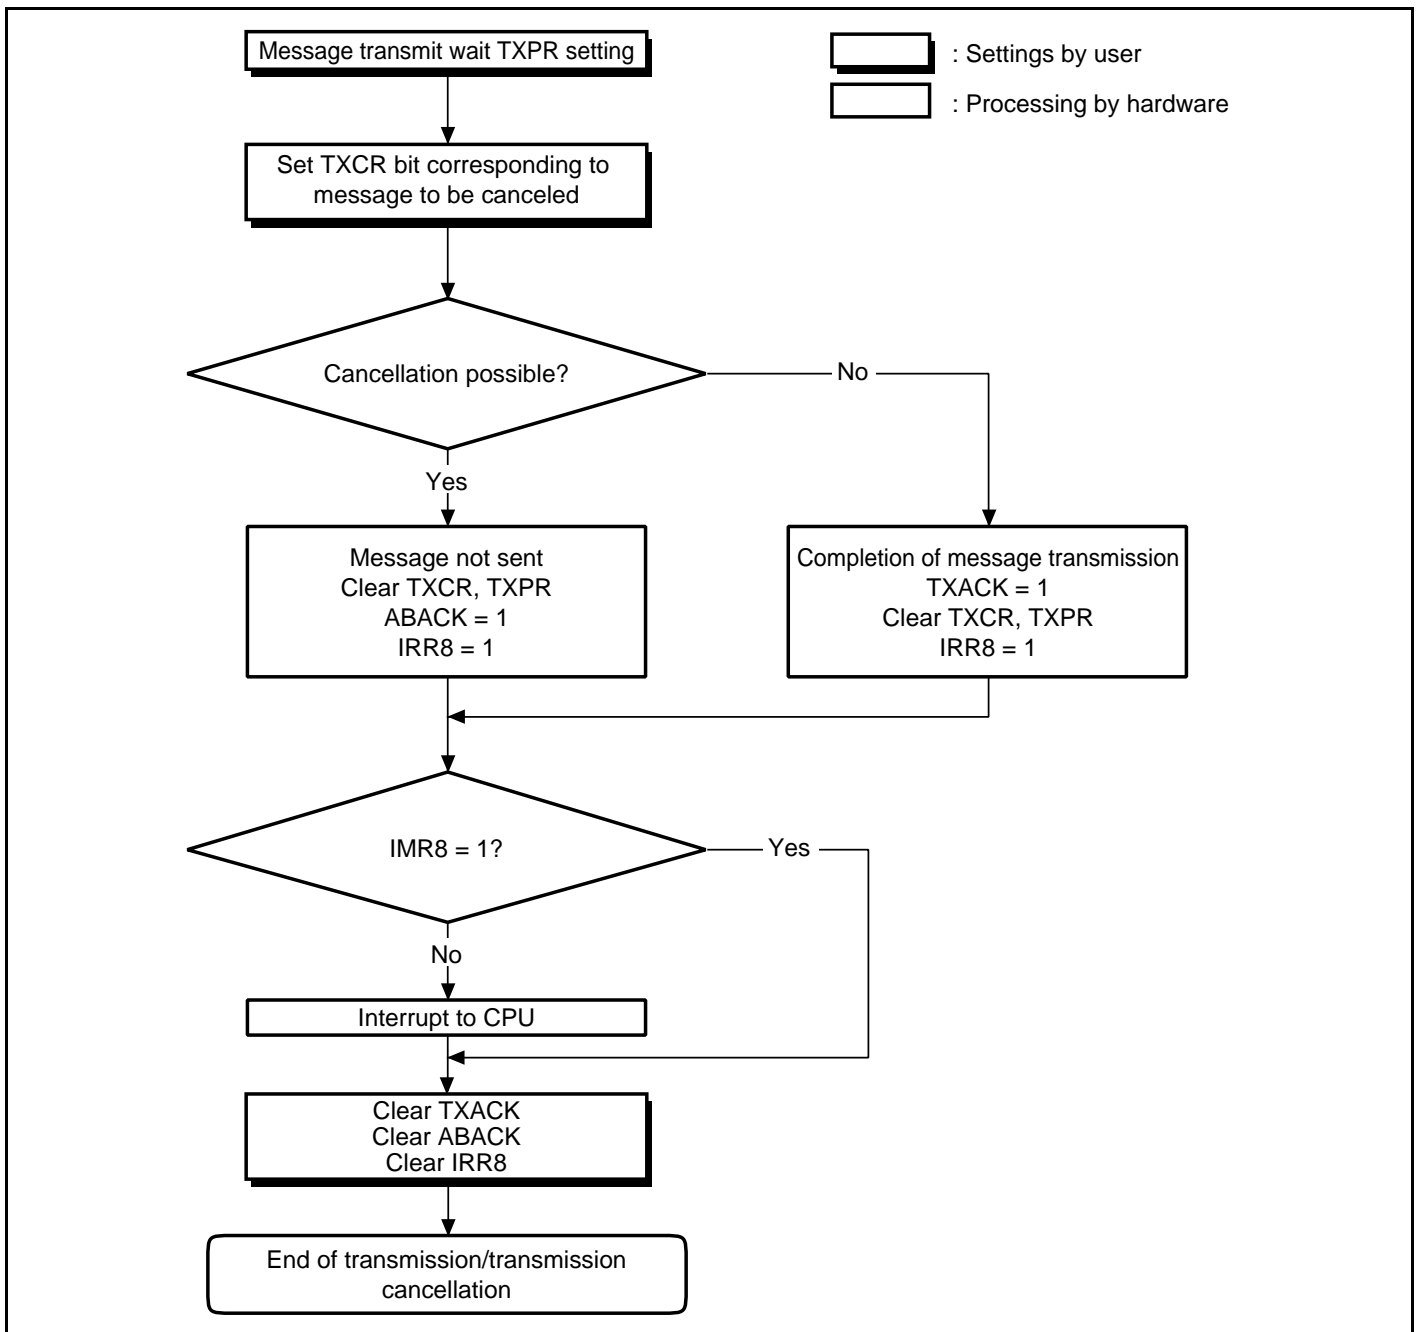 Message transmit wait TXPR setting
: Settings by user
: Processing by hardware
Set TXCR bit corresponding to
message to be canceled
Cancellation possible?
No
Yes
Message not sent
Clear TXCR, TXPR
ABACK = 1
IRR8 = 1
Completion of message transmission
TXACK = 1
Clear TXCR, TXPR
IRR8 = 1
IMR8 = 1?
Yes
No
Interrupt to CPU
Clear TXACK
Clear ABACK
Clear IRR8
End of transmission/transmission
cancellation